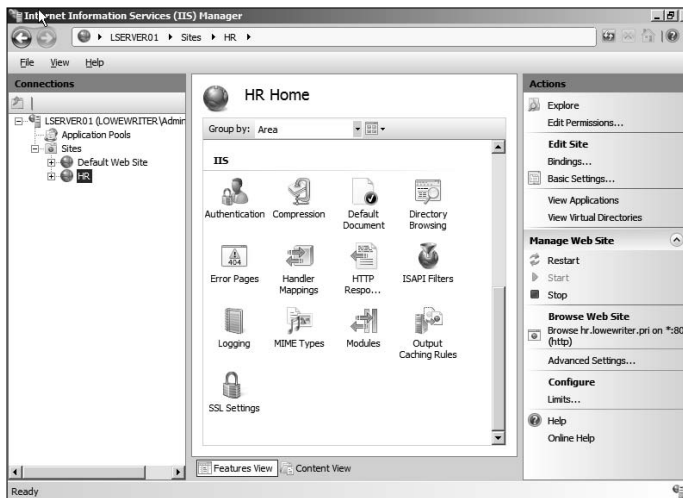 Internet Information Services (IIS) Manager
LSERVER01 Sites HR
File View Help
Connections
LSERVER01 (LOWEWRITER\Admin
Application Pools
Sites
Default Web Site
HR
HR Home
Group by: Area
IIS
Authentication
Compression
Default Document
Directory Browsing
Error Pages
Handler Mappings
HTTP Respo...
ISAPI Filters
Logging
MIME Types
Modules
Output Caching Rules
SSL Settings
Features View
Content View
Actions
Explore
Edit Permissions...
Edit Site
Bindings...
Basic Settings...
View Applications
View Virtual Directories
Manage Web Site
Restart
Start
Stop
Browse Web Site
Browse hr.lowewriter.pri on *:80
(http)
Advanced Settings...
Configure
Limits...
Help
Online Help
Ready
404